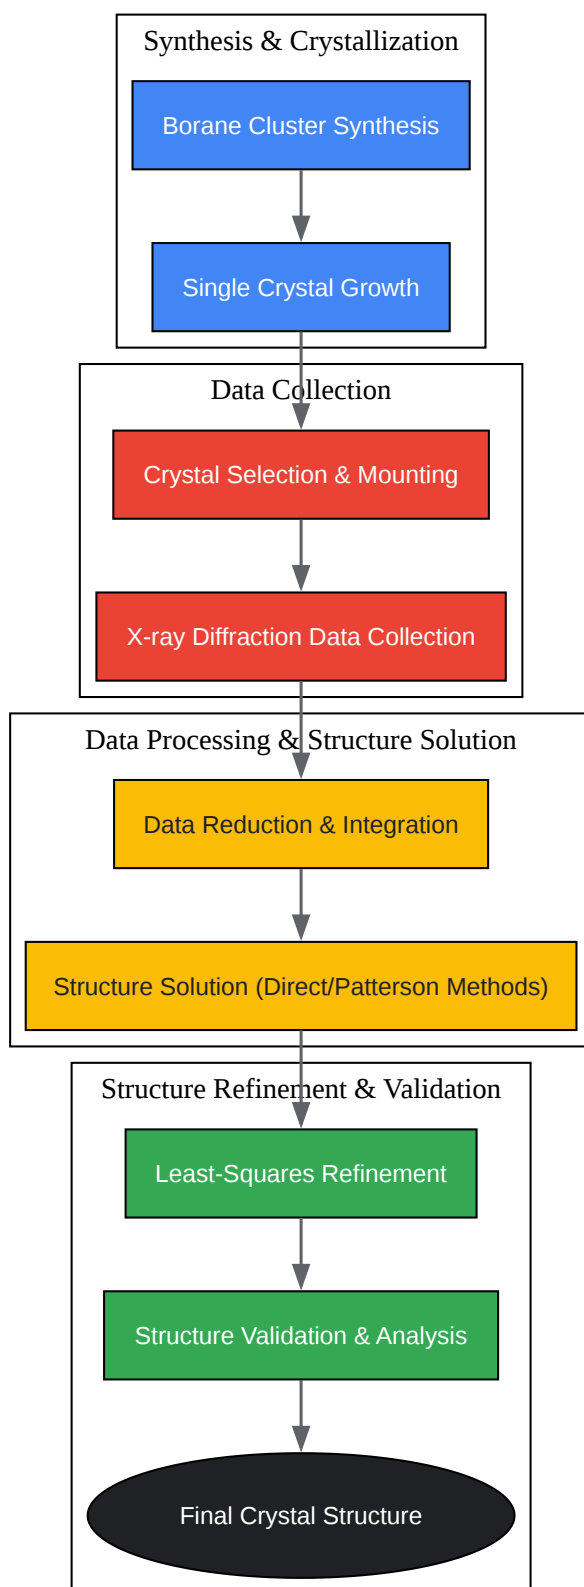 Synthesis & Crystallization
Borane Cluster Synthesis
Single Crystal Growth
Data Collection
Crystal Selection & Mounting
X-ray Diffraction Data Collection
Data Processing & Structure Solution
Data Reduction & Integration
Structure Solution (Direct/Patterson Methods)
Structure Refinement & Validation
Least-Squares Refinement
Structure Validation & Analysis
Final Crystal Structure